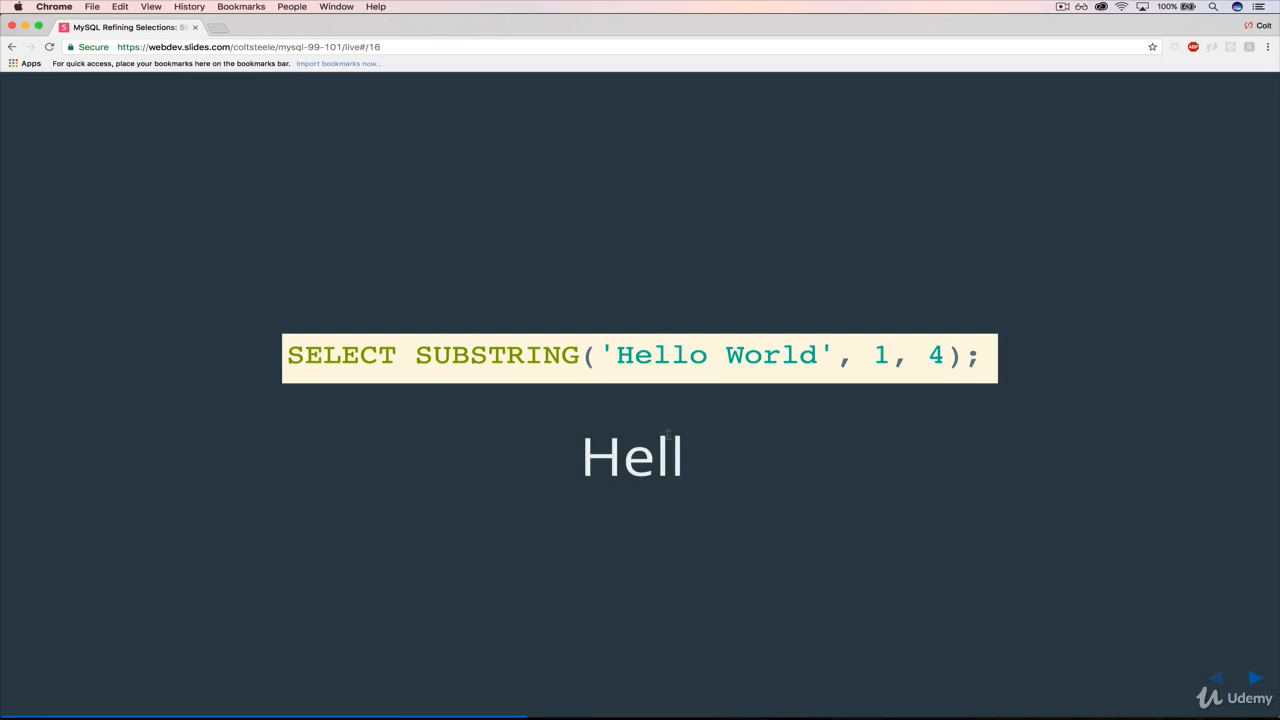 Chrome File Edit View History Bookmarks People Window Help 100%
MySQL Refining Selections: Sl Colt
Secure https://webdev.slides.com/coltsteele/mysql-99-101/live#/16 ABP
Apps For quick access, place your bookmarks here on the bookmarks bar. Import bookmarks now...
SELECT SUBSTRING('Hello World', 1, 4);
Hell
Udemy